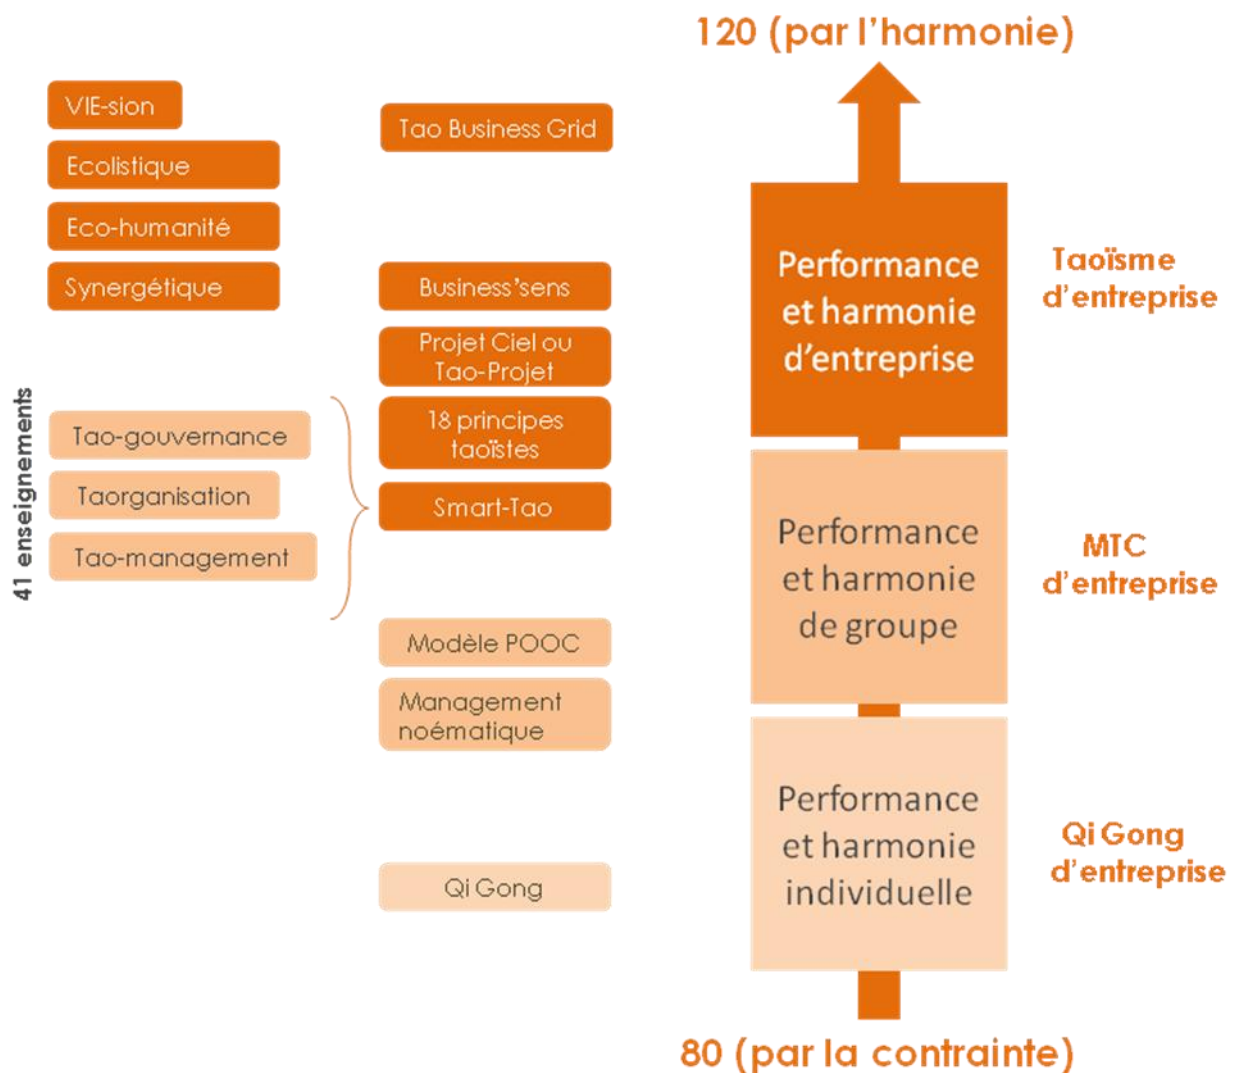 120 (par l'harmonie)
VIE-sion
Ecolistique
Eco-humanité
Synergétique
41 enseignements
Tao-gouvernance
Taorganisation
Tao-management
Tao Business Grid
Business'sens
Projet Ciel ou
Tao-Projet
18 principes
taoïstes
Smart-Tao
Modèle POOC
Management
noématique
Qi Gong
Performance
et harmonie
d'entreprise
Taoïsme
d'entreprise
Performance
et harmonie
de groupe
MTC
d'entreprise
Performance
et harmonie
individuelle
Qi Gong
d'entreprise
80 (par la contrainte)